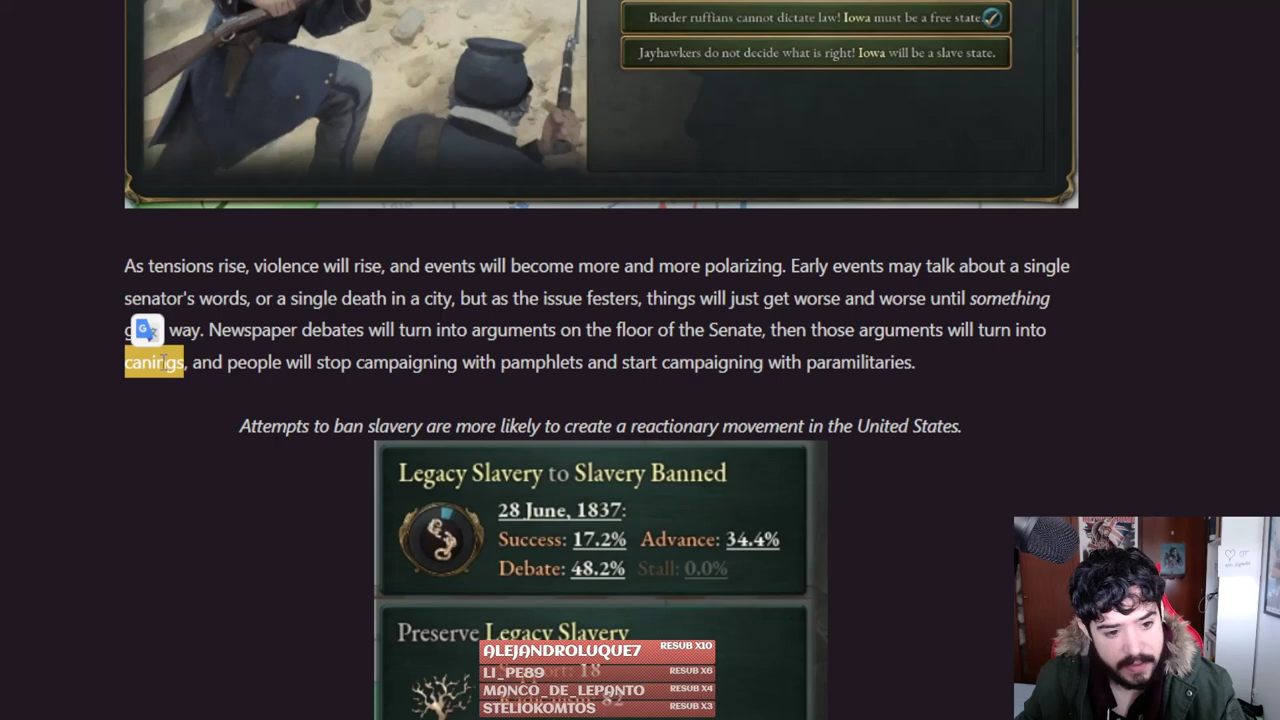 Border ruffians cannot dictate law! Iowa must be a free state.
Jayhawkers do not decide what is right! Iowa will be a slave state.
As tensions rise, violence will rise, and events will become more and more polarizing. Early events may talk about a single
senator's words, or a single death in a city, but as the issue festers, things will just get worse and worse until something
way. Newspaper debates will turn into arguments on the floor of the Senate, then those arguments will turn into
canings, and people will stop campaigning with pamphlets and start campaigning with paramilitaries.
Attempts to ban slavery are more likely to create a reactionary movement in the United States.
Legacy Slavery to Slavery Banned
28 June, 1837:
Success: 17.2% Advance: 34.4%
Debate: 48.2% Stall: 0.0%
Preserve Legacy Slavery
ALEJANDROLUQUE7 RESUB X10
LI_PE89 RESUB X6
MANCO_DE_LEPANTO RESUB X4
STELIOKOMTOS RESUB X3